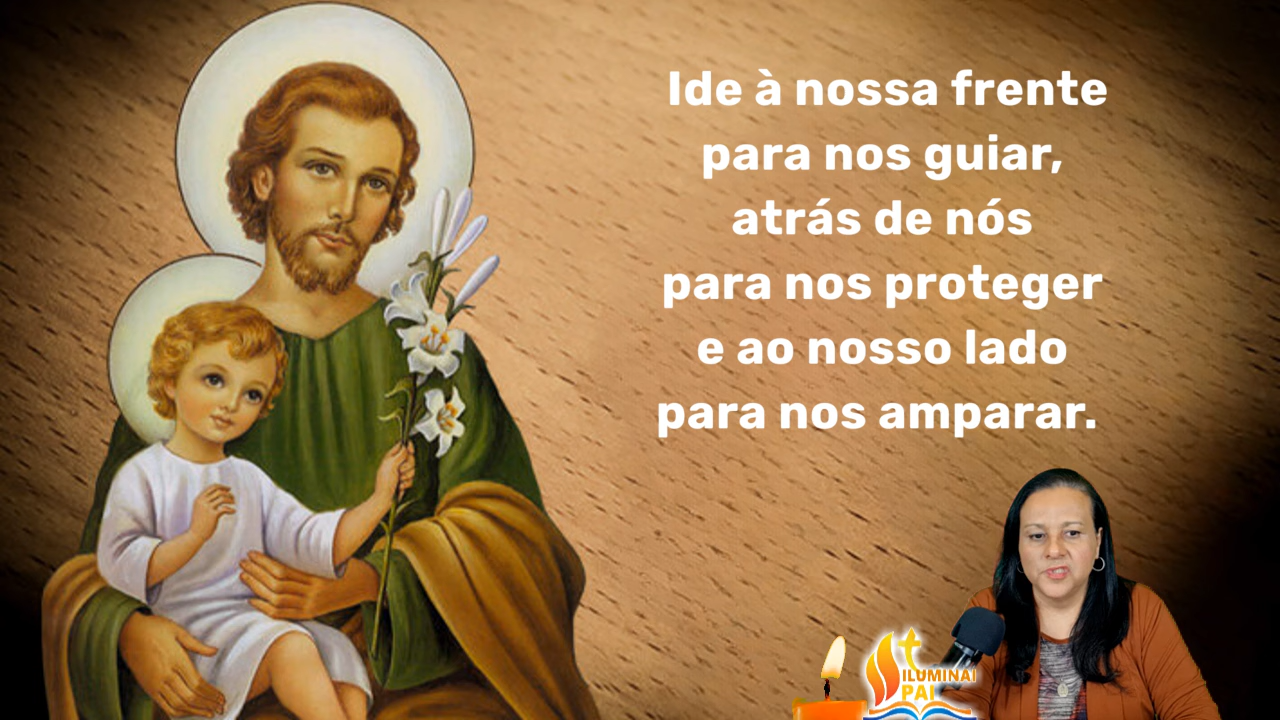 Ide à nossa frente
para nos guiar,
atrás de nós
para nos proteger
e ao nosso lado
para nos amparar.
ILUMINAI
PAI